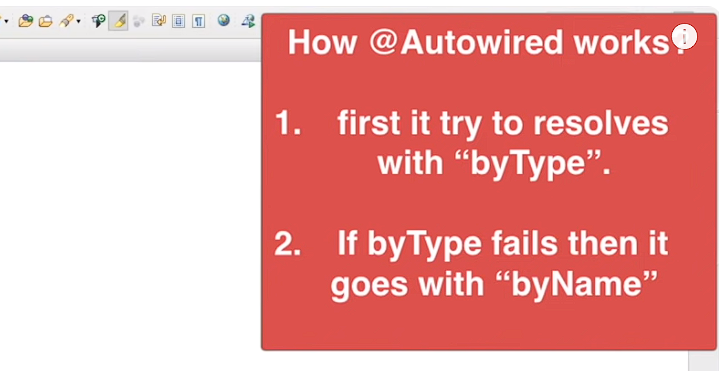 How @Autowired works?
1. first it try to resolves
with “byType”.
2. If byType fails then it
goes with “byName”